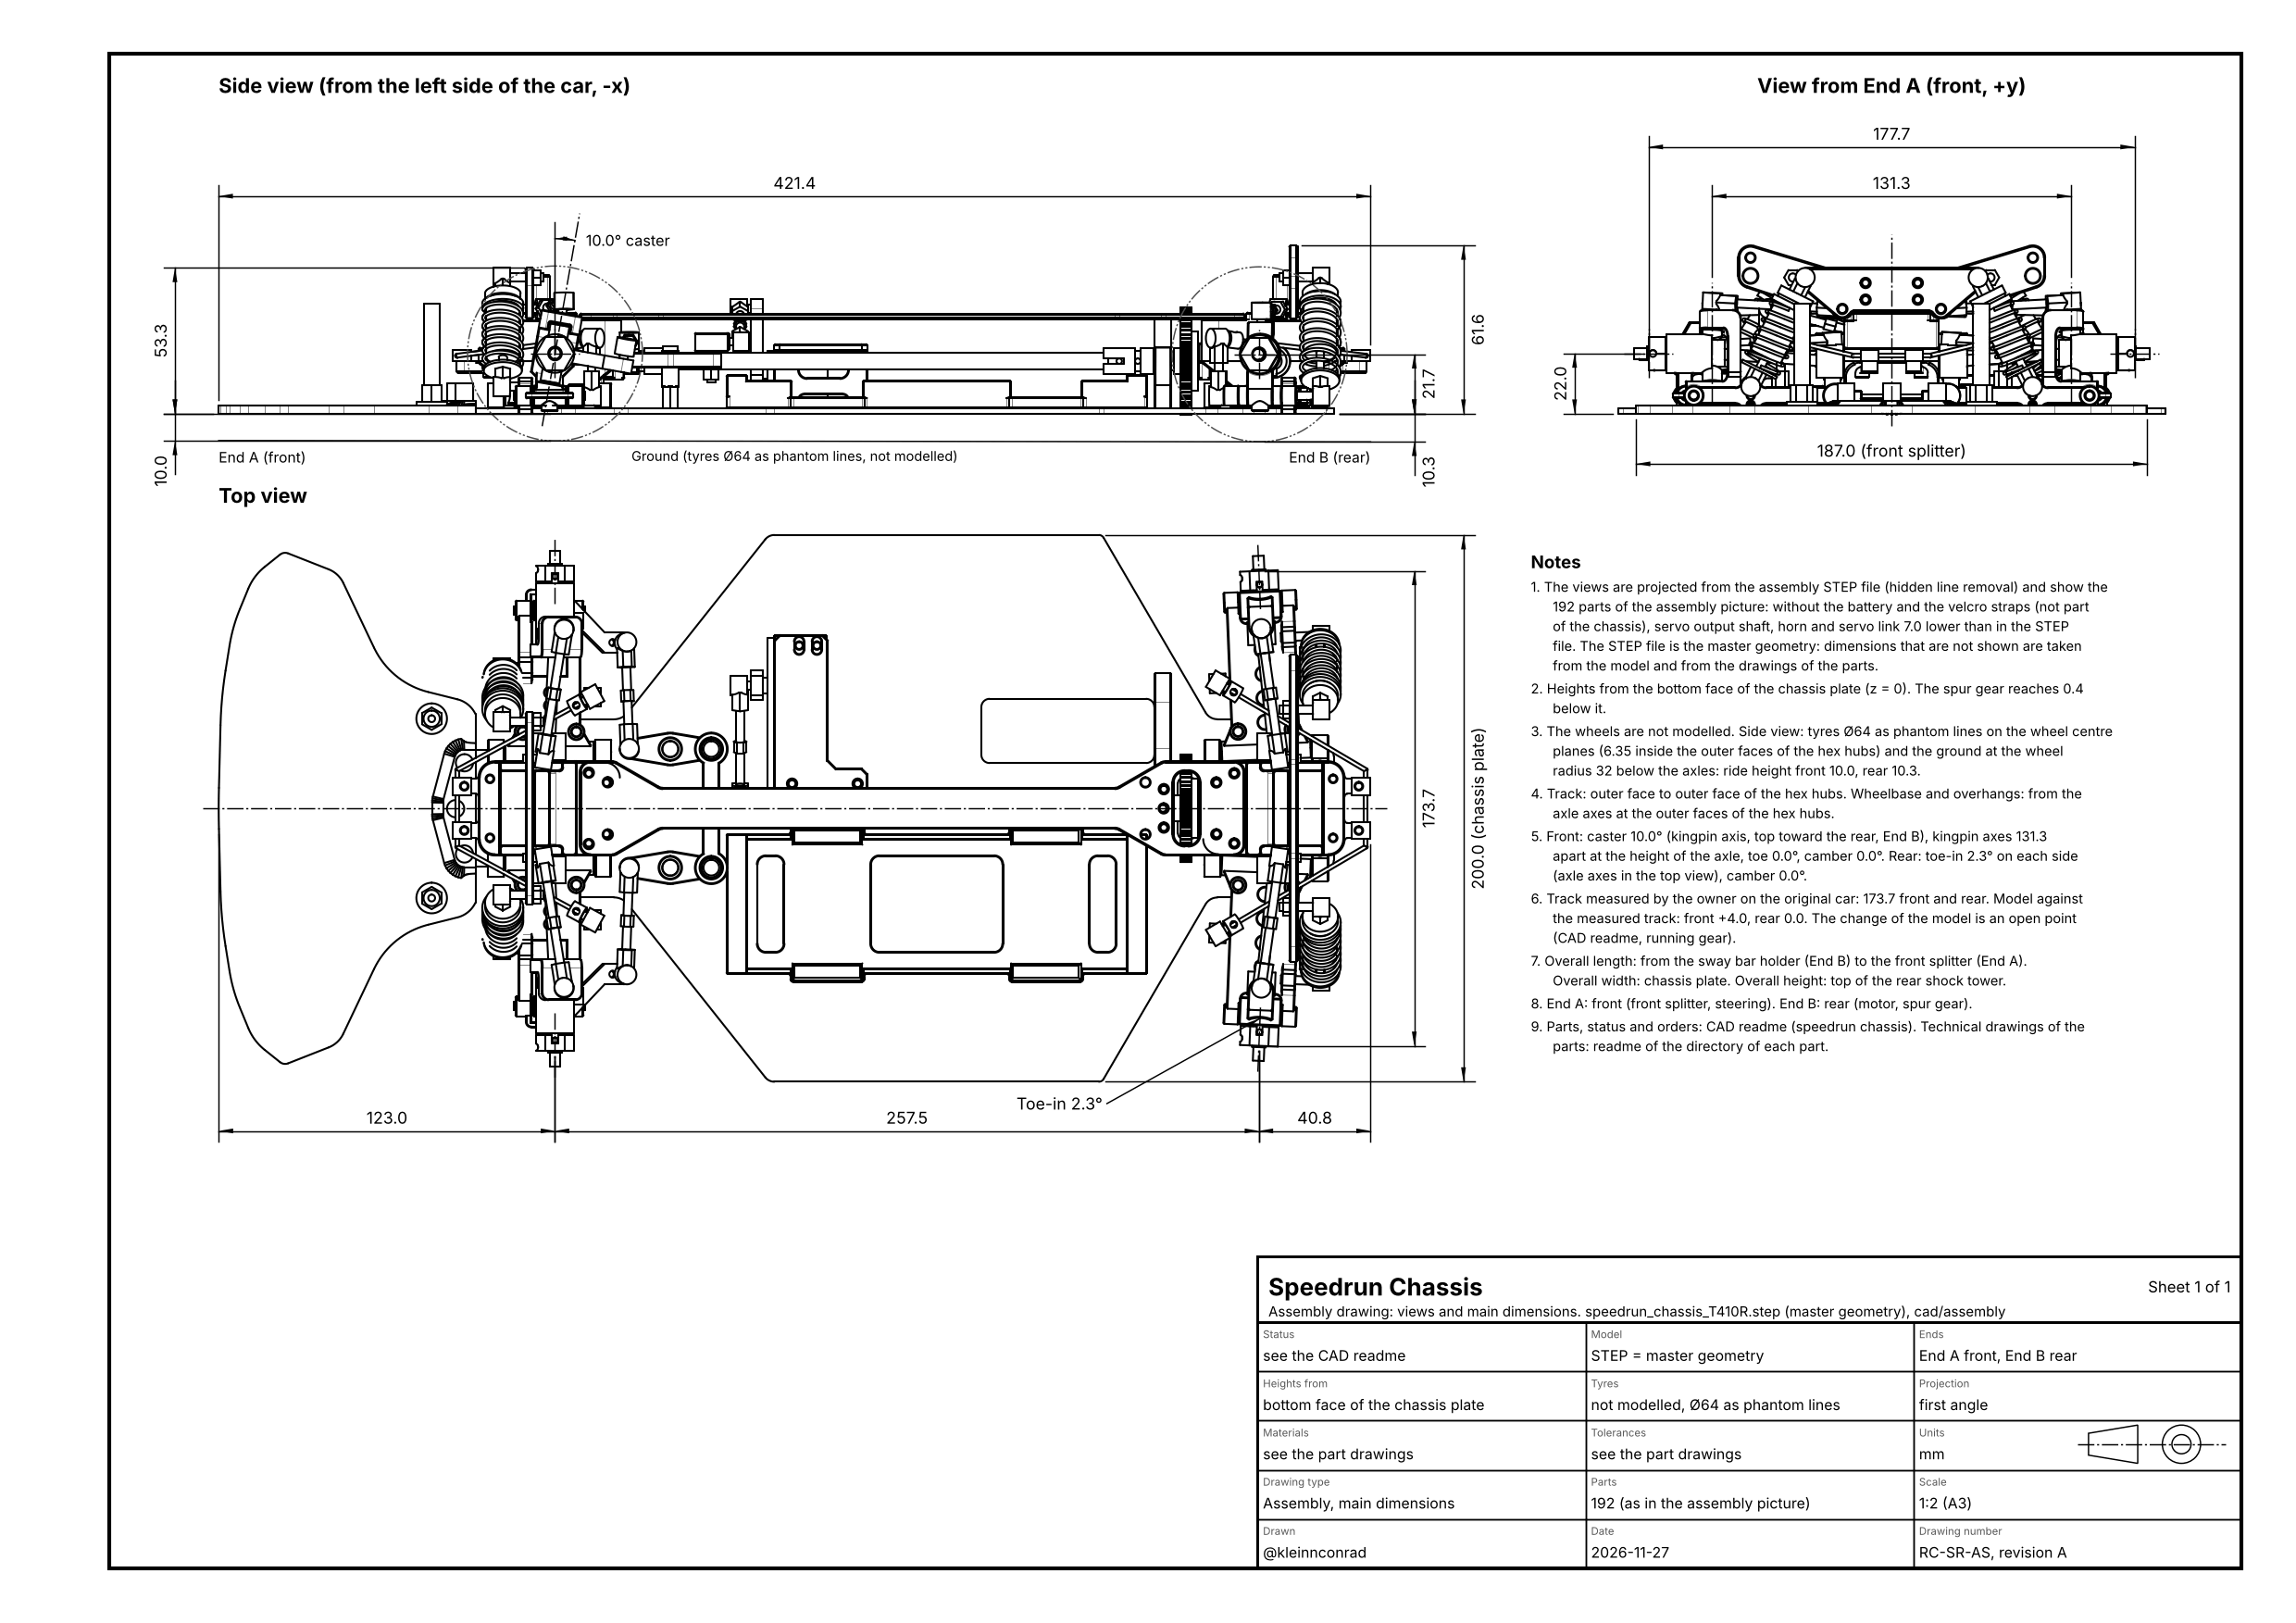 Side view (from the left side of the car, -x)
View from End A (front, +y)
177.7
421.4
131.3
10.0° caster
53.3
61.6
21.7
22.0
10.0
End A (front)
Ground (tyres Ø64 as phantom lines, not modelled)
End B (rear)
10.3
187.0 (front splitter)
Top view
Notes
1. The views are projected from the assembly STEP file (hidden line removal) and show the
192 parts of the assembly picture: without the battery and the velcro straps (not part
of the chassis), servo output shaft, horn and servo link 7.0 lower than in the STEP
file. The STEP file is the master geometry: dimensions that are not shown are taken
from the model and from the drawings of the parts.
2. Heights from the bottom face of the chassis plate (z = 0). The spur gear reaches 0.4
below it.
3. The wheels are not modelled. Side view: tyres Ø64 as phantom lines on the wheel centre
planes (6.35 inside the outer faces of the hex hubs) and the ground at the wheel
radius 32 below the axles: ride height front 10.0, rear 10.3.
4. Track: outer face to outer face of the hex hubs. Wheelbase and overhangs: from the
axle axes at the outer faces of the hex hubs.
5. Front: caster 10.0° (kingpin axis, top toward the rear, End B), kingpin axes 131.3
apart at the height of the axle, toe 0.0°, camber 0.0°. Rear: toe-in 2.3° on each side
(axle axes in the top view), camber 0.0°.
6. Track measured by the owner on the original car: 173.7 front and rear. Model against
the measured track: front +4.0, rear 0.0. The change of the model is an open point
(CAD readme, running gear).
7. Overall length: from the sway bar holder (End B) to the front splitter (End A).
Overall width: chassis plate. Overall height: top of the rear shock tower.
8. End A: front (front splitter, steering). End B: rear (motor, spur gear).
9. Parts, status and orders: CAD readme (speedrun chassis). Technical drawings of the
parts: readme of the directory of each part.
173.7
200.0 (chassis plate)
Toe-in 2.3°
123.0
257.5
40.8
Speedrun Chassis
Sheet 1 of 1
Assembly drawing: views and main dimensions. speedrun_chassis_T410R.step (master geometry), cad/assembly
Status
see the CAD readme
Model
STEP = master geometry
Ends
End A front, End B rear
Heights from
bottom face of the chassis plate
Tyres
not modelled, Ø64 as phantom lines
Projection
first angle
Materials
see the part drawings
Tolerances
see the part drawings
Units
mm
Drawing type
Assembly, main dimensions
Parts
192 (as in the assembly picture)
Scale
1:2 (A3)
Drawn
@kleinnconrad
Date
2026-11-27
Drawing number
RC-SR-AS, revision A